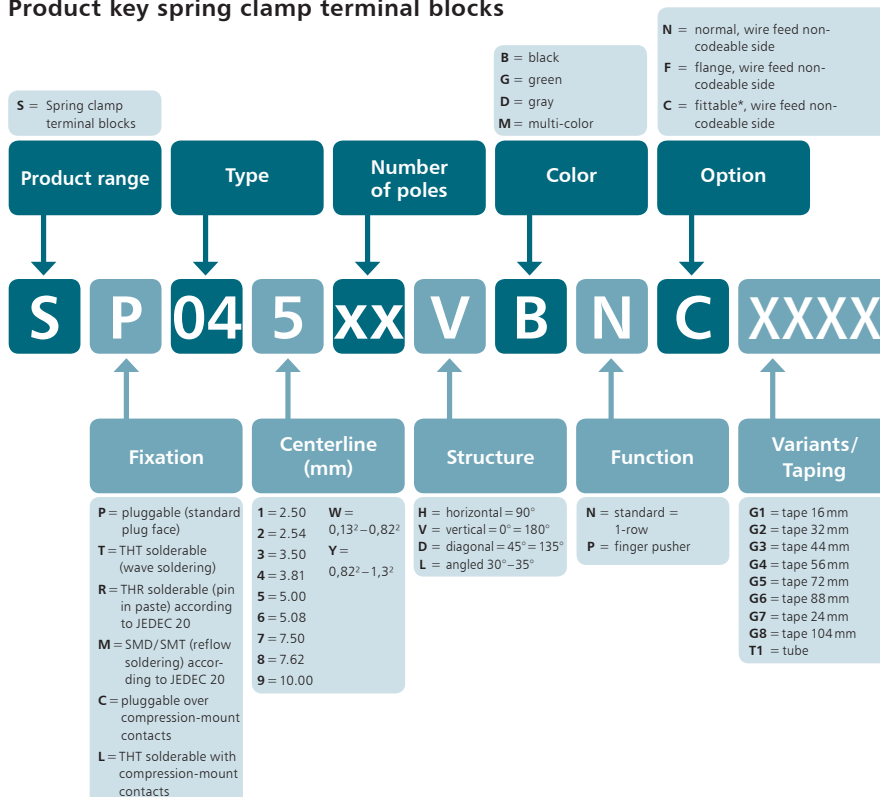 Product key spring clamp terminal blocks
S = Spring clamp
terminal blocks
B = black
G = green
D = gray
M = multi-color
N = normal, wire feed non-
codeable side
F = flange, wire feed non-
codeable side
C = fittable*, wire feed non-
codeable side
Product range
Type
Number
of poles
Color
Option
S P 04 5 xx V B N C XXXX
Fixation
Centerline
(mm)
Structure
Function
Variants/
Taping
P = pluggable (standard
plug face)
T = THT solderable
(wave soldering)
R = THR solderable (pin
in paste) according
to JEDEC 20
M = SMD/SMT (reflow
soldering) accor-
ding to JEDEC 20
C = pluggable over
compression-mount
contacts
L = THT solderable with
compression-mount
contacts
1 = 2.50
2 = 2.54
3 = 3.50
4 = 3.81
5 = 5.00
6 = 5.08
7 = 7.50
8 = 7.62
9 = 10.00
W =
0,13²–0,82²
Y =
0,82²–1,3²
H = horizontal = 90°
V = vertical = 0° = 180°
D = diagonal = 45° = 135°
L = angled 30°–35°
N = standard =
1-row
P = finger pusher
G1 = tape 16 mm
G2 = tape 32 mm
G3 = tape 44 mm
G4 = tape 56 mm
G5 = tape 72 mm
G6 = tape 88 mm
G7 = tape 24 mm
G8 = tape 104 mm
T1 = tube